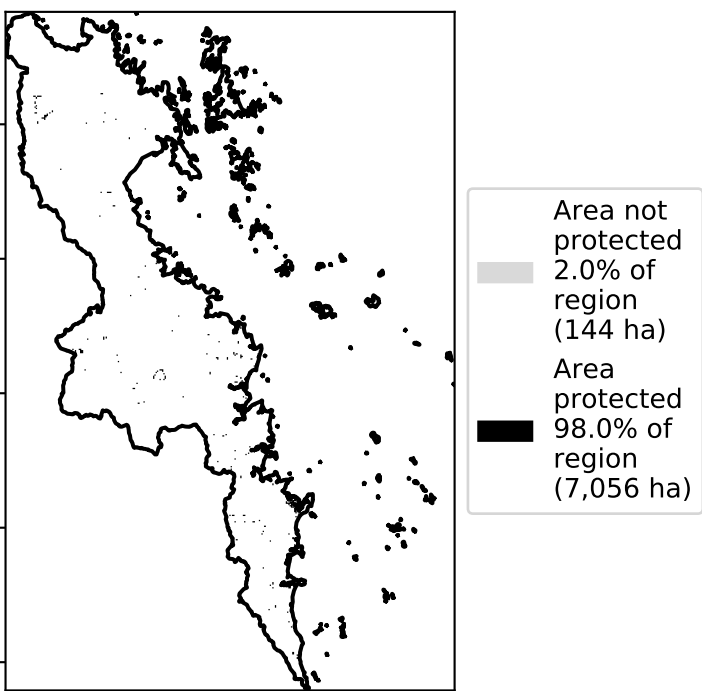 Area not
protected
2.0% of
region
(144 ha)
Area
protected
98.0% of
region
(7,056 ha)